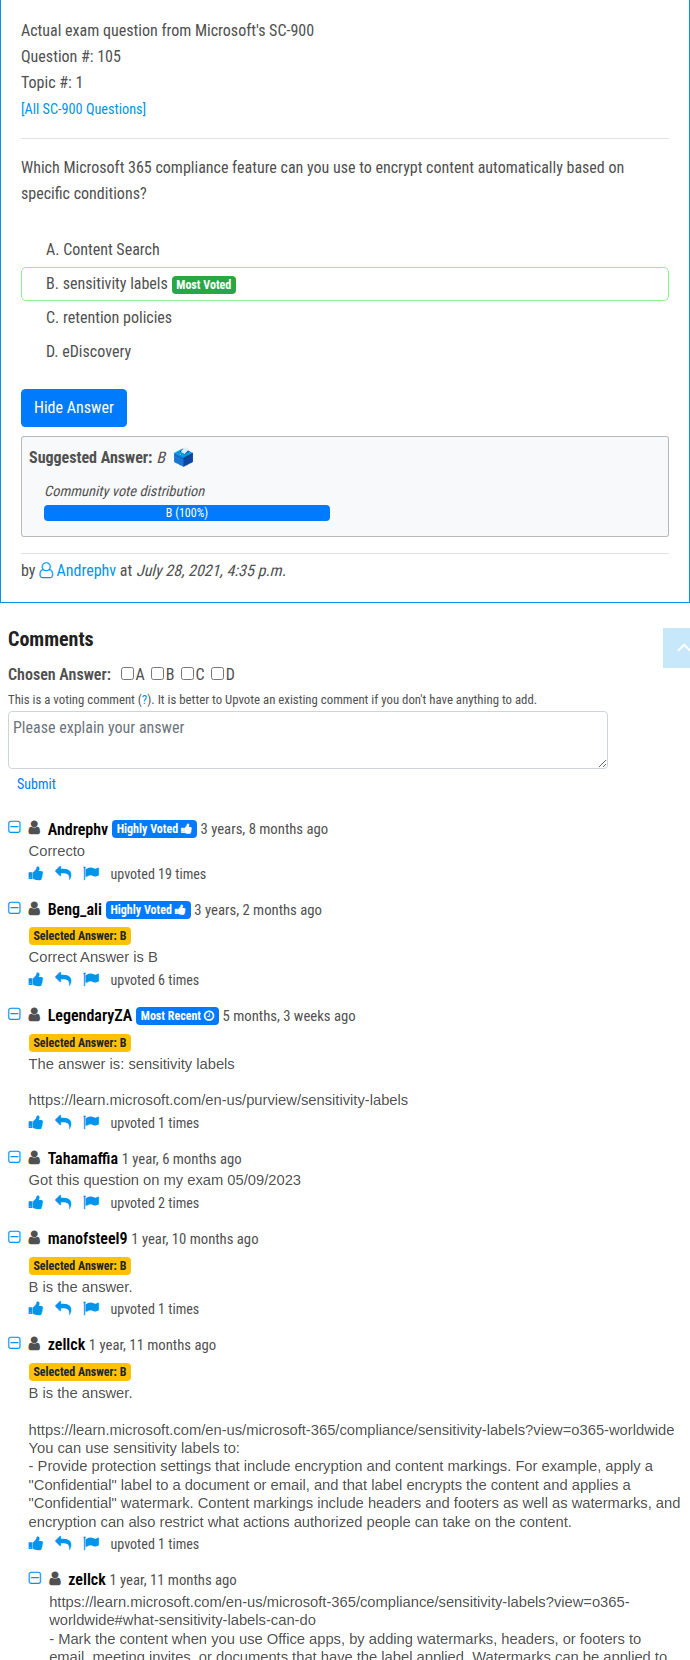 Actual exam question from Microsoft's SC-900
Question #: 105
Topic #: 1
[All SC-900 Questions]
Which Microsoft 365 compliance feature can you use to encrypt content automatically based on
specific conditions?
A. Content Search
B. sensitivity labels Most Voted
C. retention policies
D. eDiscovery
Hide Answer
Suggested Answer: B
Community vote distribution
B (100%)
by Andrephv at July 28, 2021, 4:35 p.m.
Comments
Chosen Answer: A B C D
This is a voting comment (?). It is better to Upvote an existing comment if you don't have anything to add.
Please explain your answer
Submit
Andrephv Highly Voted 3 years, 8 months ago
Correcto
upvoted 19 times
Beng_ali Highly Voted 3 years, 2 months ago
Selected Answer: B
Correct Answer is B
upvoted 6 times
LegendaryZA Most Recent 5 months, 3 weeks ago
Selected Answer: B
The answer is: sensitivity labels
https://learn.microsoft.com/en-us/purview/sensitivity-labels
upvoted 1 times
Tahamaffia 1 year, 6 months ago
Got this question on my exam 05/09/2023
upvoted 2 times
manofsteel9 1 year, 10 months ago
Selected Answer: B
B is the answer.
upvoted 1 times
zellck 1 year, 11 months ago
Selected Answer: B
B is the answer.
https://learn.microsoft.com/en-us/microsoft-365/compliance/sensitivity-labels?view=o365-worldwide
You can use sensitivity labels to:
- Provide protection settings that include encryption and content markings. For example, apply a
"Confidential" label to a document or email, and that label encrypts the content and applies a
"Confidential" watermark. Content markings include headers and footers as well as watermarks, and
encryption can also restrict what actions authorized people can take on the content.
upvoted 1 times
zellck 1 year, 11 months ago
https://learn.microsoft.com/en-us/microsoft-365/compliance/sensitivity-labels?view=o365-
worldwide#what-sensitivity-labels-can-do
- Mark the content when you use Office apps, by adding watermarks, headers, or footers to
email, meeting invites, or documents that have the label applied. Watermarks can be applied to